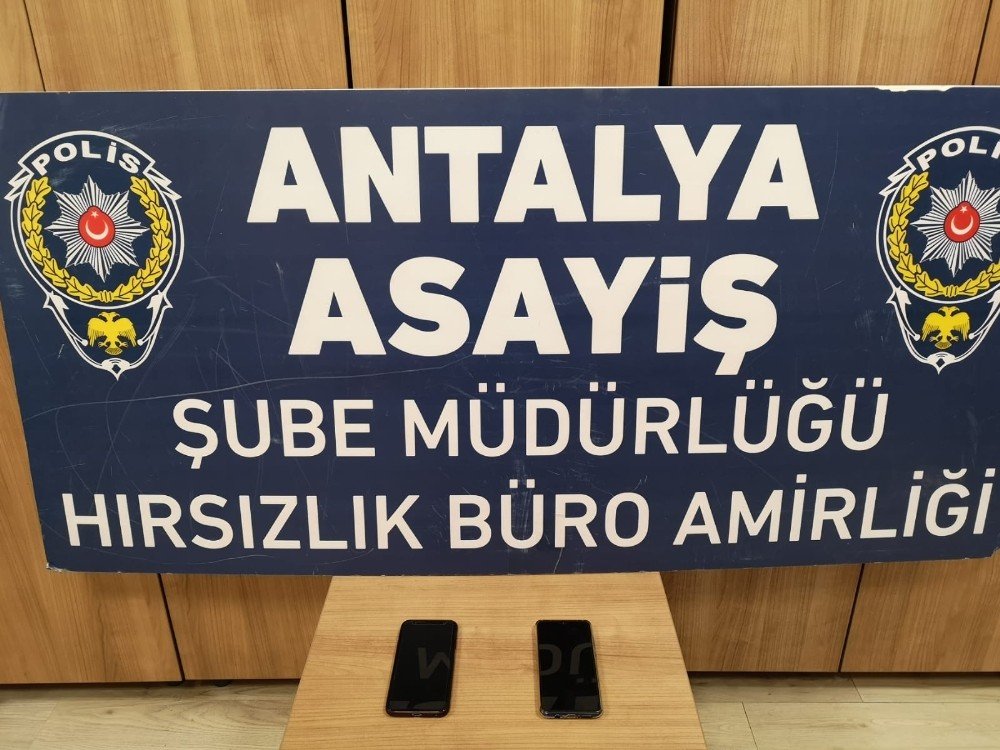 POLİS
ANTALYA
POLİ
ASAYİŞ
ŞUBE MÜDÜRLÜĞÜ
HIRSIZLIK BÜRO AMİRLİĞİ